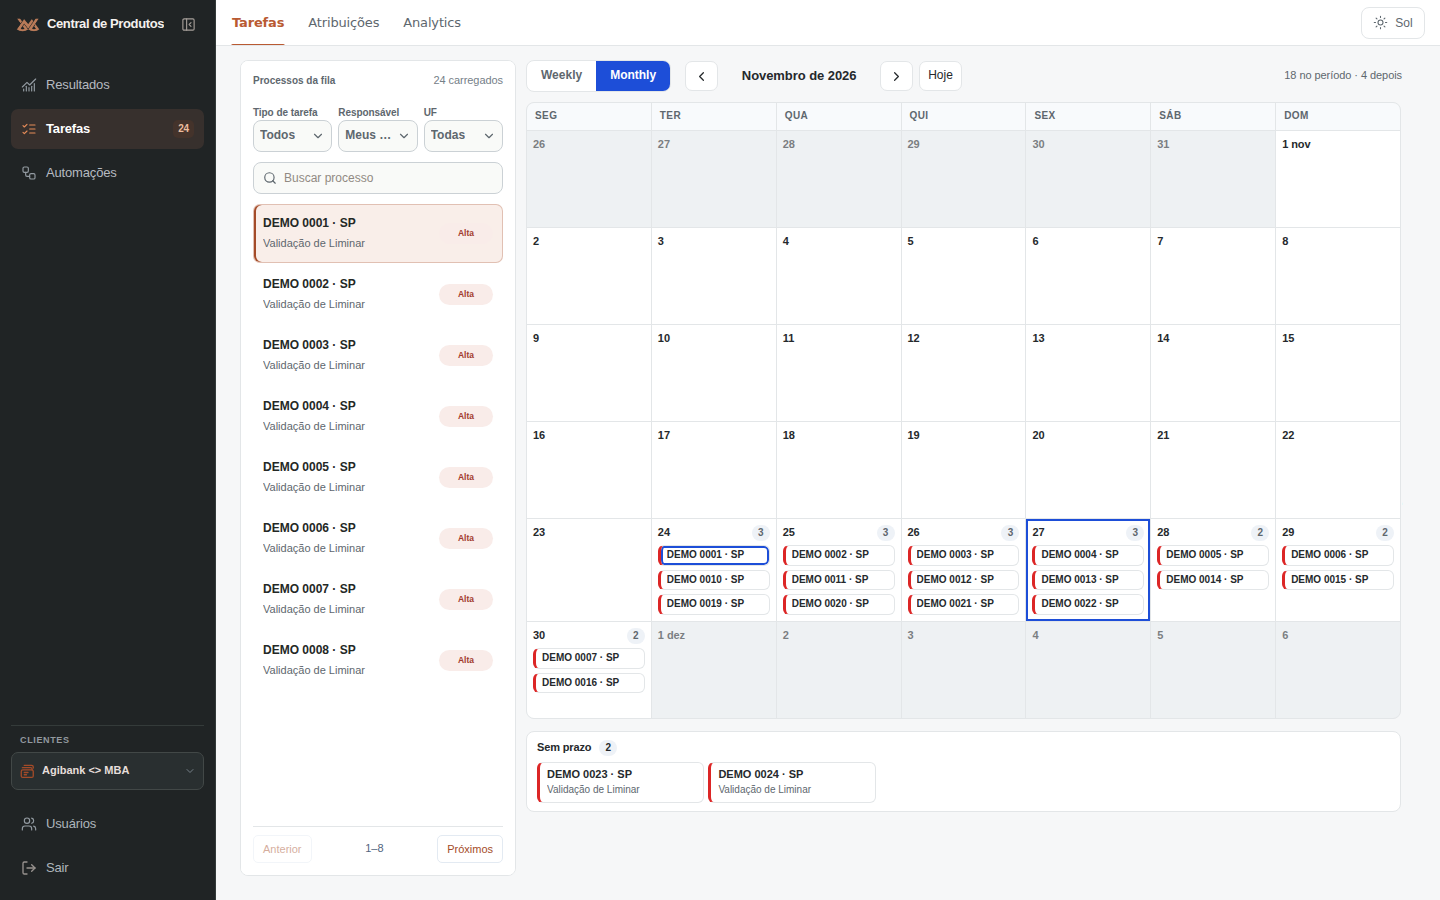 Central de Produtos
Resultados
Tarefas 24
Automações
CLIENTES
Agibank <> MBA
Usuários
Sair
Tarefas Atribuições Analytics
Sol
Processos da fila 24 carregados
Tipo de tarefa Responsável UF
Todos Meus ... Todas
Buscar processo
DEMO 0001 · SP
Validação de Liminar
Alta
DEMO 0002 · SP
Validação de Liminar
Alta
DEMO 0003 · SP
Validação de Liminar
Alta
DEMO 0004 · SP
Validação de Liminar
Alta
DEMO 0005 · SP
Validação de Liminar
Alta
DEMO 0006 · SP
Validação de Liminar
Alta
DEMO 0007 · SP
Validação de Liminar
Alta
DEMO 0008 · SP
Validação de Liminar
Alta
Anterior 1–8 Próximos
Weekly Monthly Novembro de 2026 Hoje 18 no período · 4 depois
SEG TER QUA QUI SEX SÁB DOM
26 27 28 29 30 31 1 nov
2 3 4 5 6 7 8
9 10 11 12 13 14 15
16 17 18 19 20 21 22
23 24 3 25 3 26 3 27 3 28 2 29 2
DEMO 0001 · SP DEMO 0002 · SP DEMO 0003 · SP DEMO 0004 · SP DEMO 0005 · SP DEMO 0006 · SP
DEMO 0010 · SP DEMO 0011 · SP DEMO 0012 · SP DEMO 0013 · SP DEMO 0014 · SP DEMO 0015 · SP
DEMO 0019 · SP DEMO 0020 · SP DEMO 0021 · SP DEMO 0022 · SP
30 2 1 dez 2 3 4 5 6
DEMO 0007 · SP
DEMO 0016 · SP
Sem prazo 2
DEMO 0023 · SP DEMO 0024 · SP
Validação de Liminar Validação de Liminar